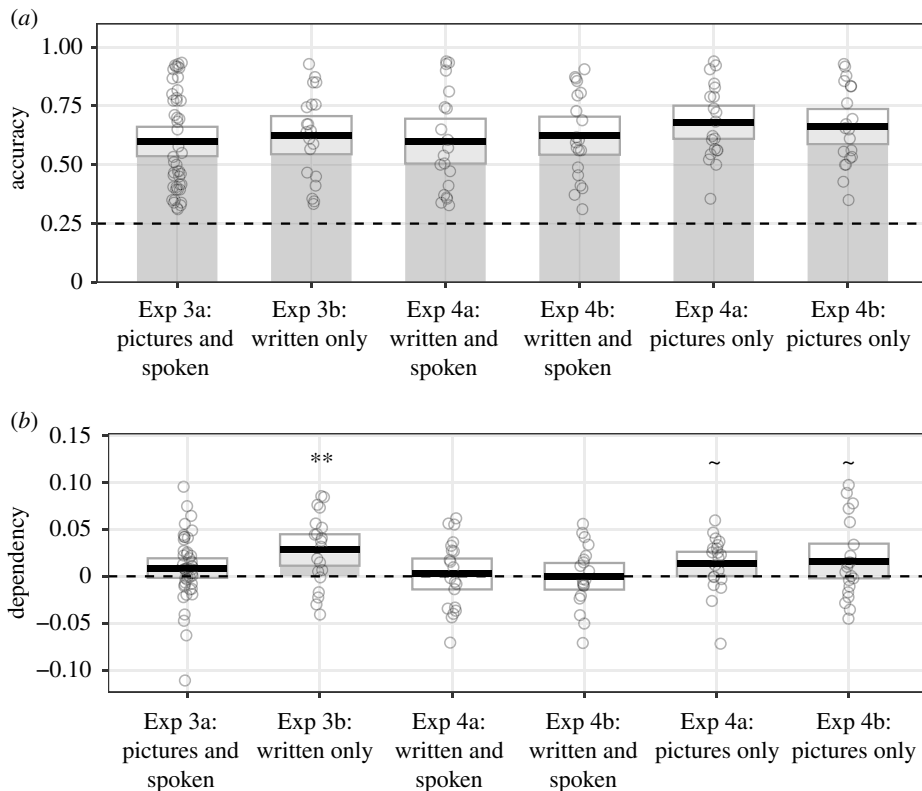 (a)
1.00
0.75
0.50
0.25
0
accuracy
Exp 3a: Exp 3b: Exp 4a: Exp 4b: Exp 4a: Exp 4b:
pictures and written only written and written and pictures only pictures only
spoken spoken spoken
(b)
0.15
** ~ ~
0.10
0.05
0
−0.05
−0.10
dependency
Exp 3a: Exp 3b: Exp 4a: Exp 4b: Exp 4a: Exp 4b:
pictures and written only written and written and pictures only pictures only
spoken spoken spoken